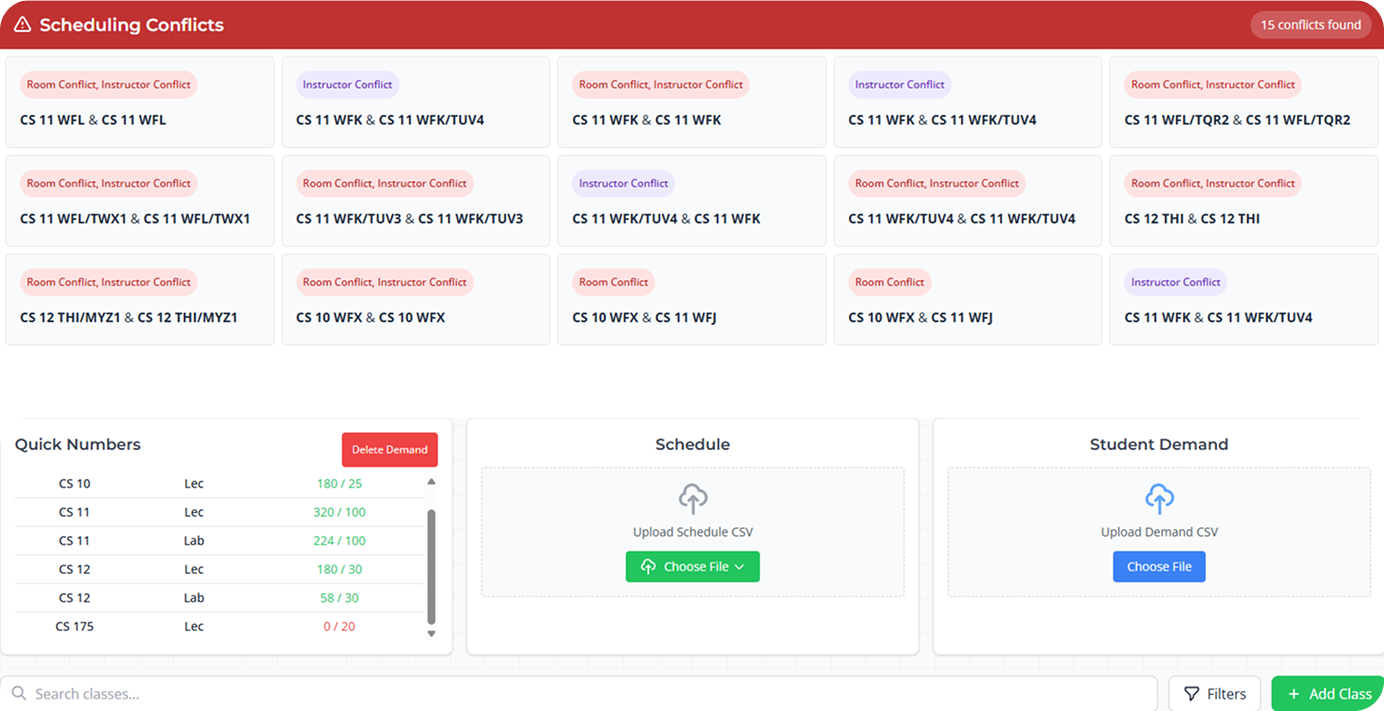 Scheduling Conflicts
15 conflicts found
Room Conflict, Instructor Conflict
CS 11 WFL & CS 11 WFL
Instructor Conflict
CS 11 WFK & CS 11 WFK/TUV4
Room Conflict, Instructor Conflict
CS 11 WFK & CS 11 WFK
Instructor Conflict
CS 11 WFK & CS 11 WFK/TUV4
Room Conflict, Instructor Conflict
CS 11 WFL/TQR2 & CS 11 WFL/TQR2
Room Conflict, Instructor Conflict
CS 11 WFL/TWX1 & CS 11 WFL/TWX1
Room Conflict, Instructor Conflict
CS 11 WFK/TUV3 & CS 11 WFK/TUV3
Instructor Conflict
CS 11 WFK/TUV4 & CS 11 WFK
Room Conflict, Instructor Conflict
CS 11 WFK/TUV4 & CS 11 WFK/TUV4
Room Conflict, Instructor Conflict
CS 12 THI & CS 12 THI
Room Conflict, Instructor Conflict
CS 12 THI/MYZ1 & CS 12 THI/MYZ1
Room Conflict, Instructor Conflict
CS 10 WFX & CS 10 WFX
Room Conflict
CS 10 WFX & CS 11 WFJ
Room Conflict
CS 10 WFX & CS 11 WFJ
Instructor Conflict
CS 11 WFK & CS 11 WFK/TUV4
Quick Numbers
Delete Demand
CS 10 Lec 180 / 25
CS 11 Lec 320 / 100
CS 11 Lab 224 / 100
CS 12 Lec 180 / 30
CS 12 Lab 58 / 30
CS 175 Lec 0 / 20
Schedule
Upload Schedule CSV
Choose File
Student Demand
Upload Demand CSV
Choose File
Search classes...
Filters
+ Add Class